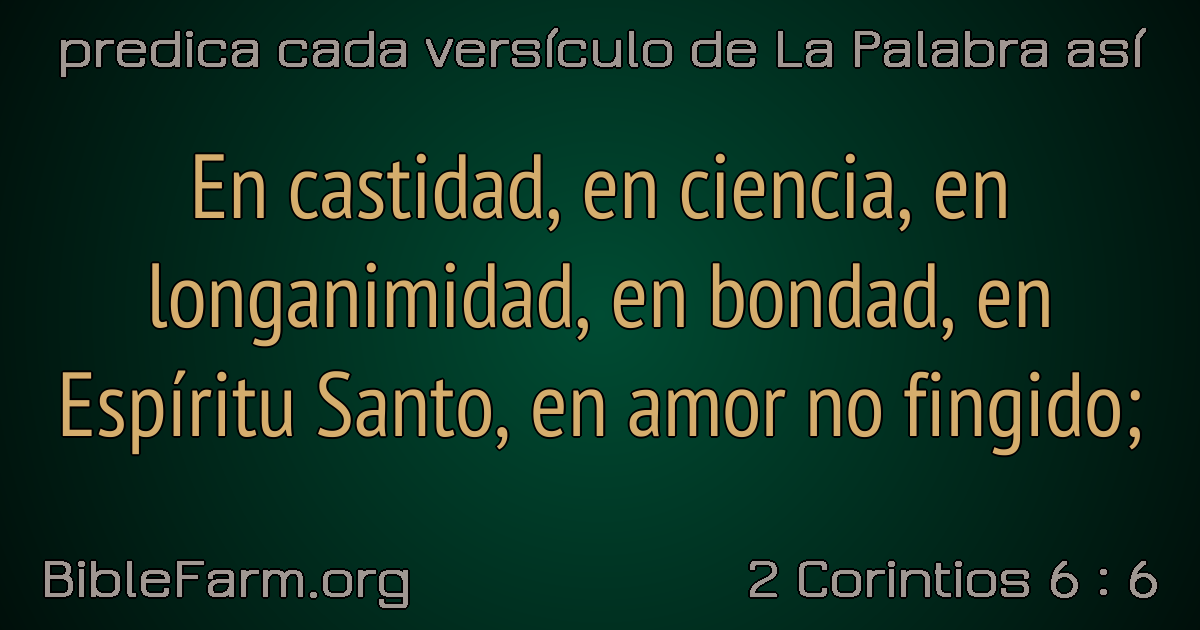 predica cada versículo de La Palabra así
En castidad, en ciencia, en
longanimidad, en bondad, en
Espíritu Santo, en amor no fingido;
BibleFarm.org
2 Corintios 6 : 6